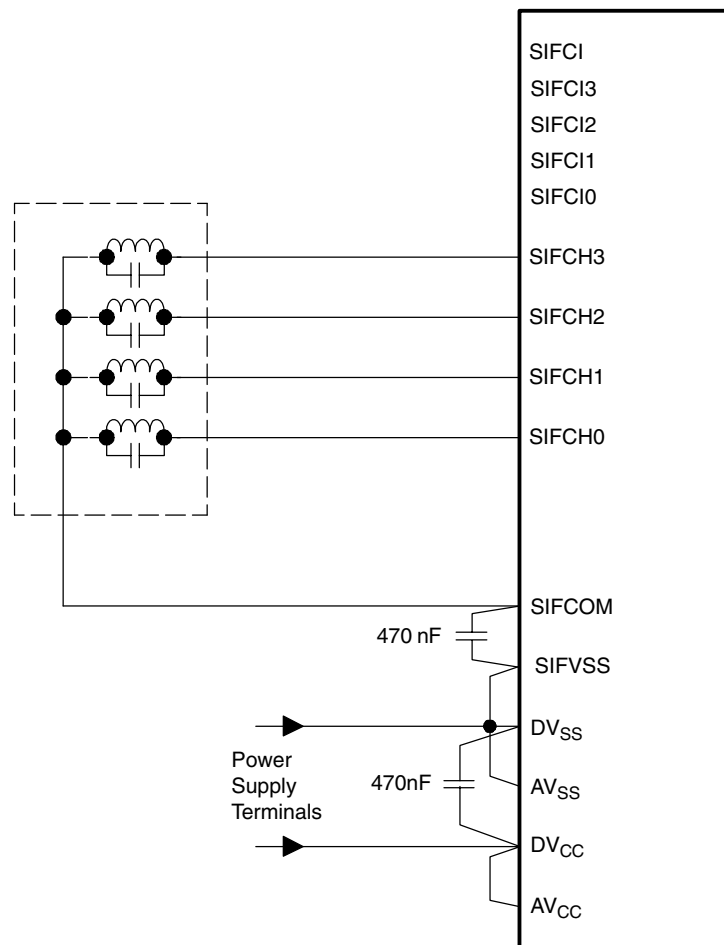 SIFCI
SIFCI3
SIFCI2
SIFCI1
SIFCI0
SIFCH3
SIFCH2
SIFCH1
SIFCH0
SIFCOM
470 nF
SIFVSS
DVSS
Power
Supply
Terminals
470nF
AVSS
DVCC
AVCC